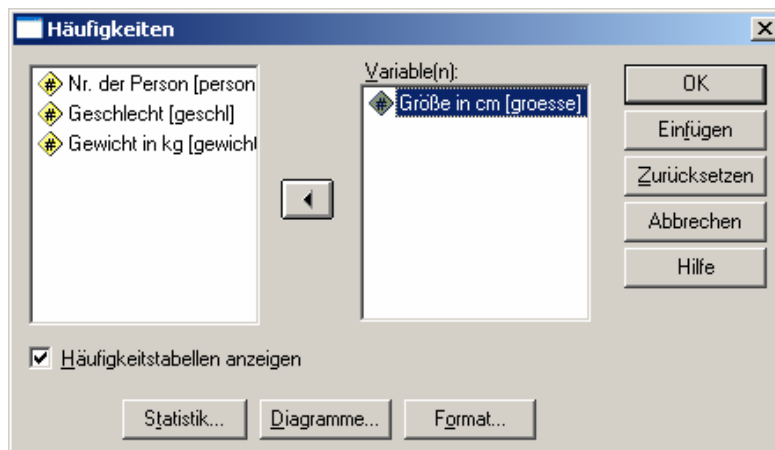 Häufigkeiten
Nr. der Person [person
Geschlecht [geschl]
Gewicht in kg [gewicht
Variable(n):
Größe in cm [groesse]
OK
Einfügen
Zurücksetzen
Abbrechen
Hilfe
Häufigkeitstabellen anzeigen
Statistik...
Diagramme...
Format...